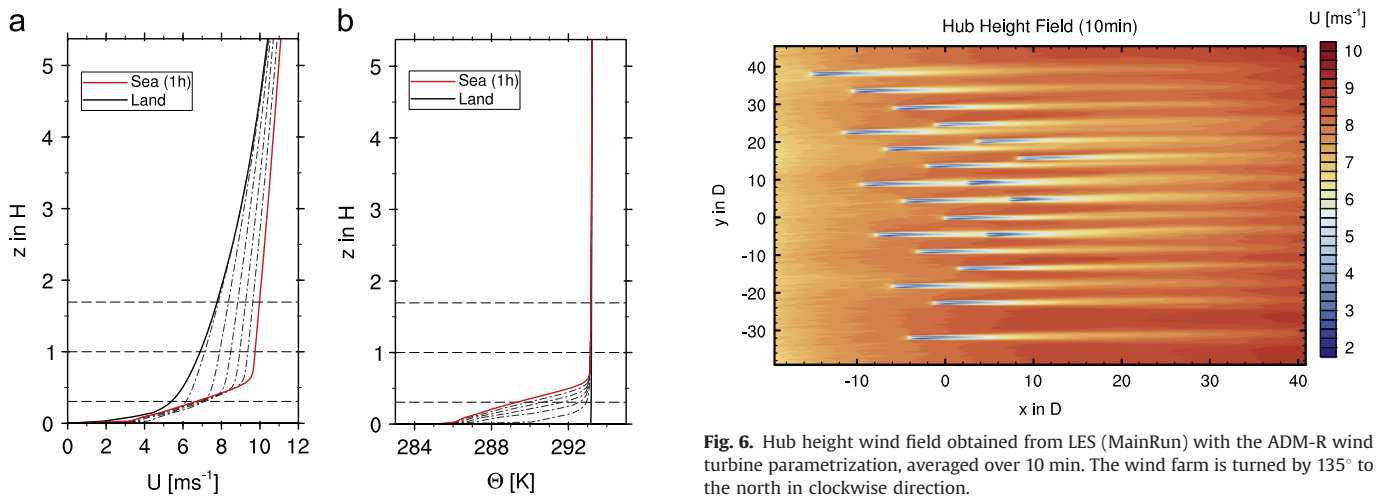 a
b
Sea (1h)
Land
5
4
3
2
1
0
z in H
0 2 4 6 8 10 12
U [ms⁻¹]
Sea (1h)
Land
5
4
3
2
1
0
z in H
284 288 292
Θ [K]
Hub Height Field (10min)
U [ms⁻¹]
40
30
20
10
0
-10
-20
-30
y in D
-10 0 10 20 30 40
x in D
10
9
8
7
6
5
4
3
2
Fig. 6. Hub height wind field obtained from LES (MainRun) with the ADM-R wind
turbine parametrization, averaged over 10 min. The wind farm is turned by 135° to
the north in clockwise direction.